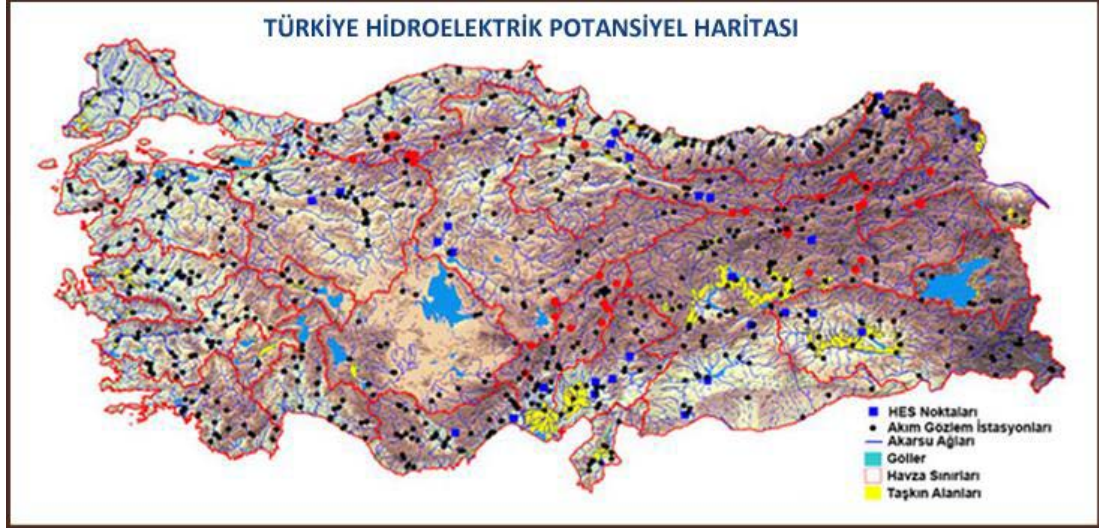 TÜRKİYE HİDROELEKTRİK POTANSİYEL HARİTASI
HES Noktaları
Akım Gözlem İstasyonları
Akarsu Ağları
Göller
Havza Sınırları
Taşkın Alanları